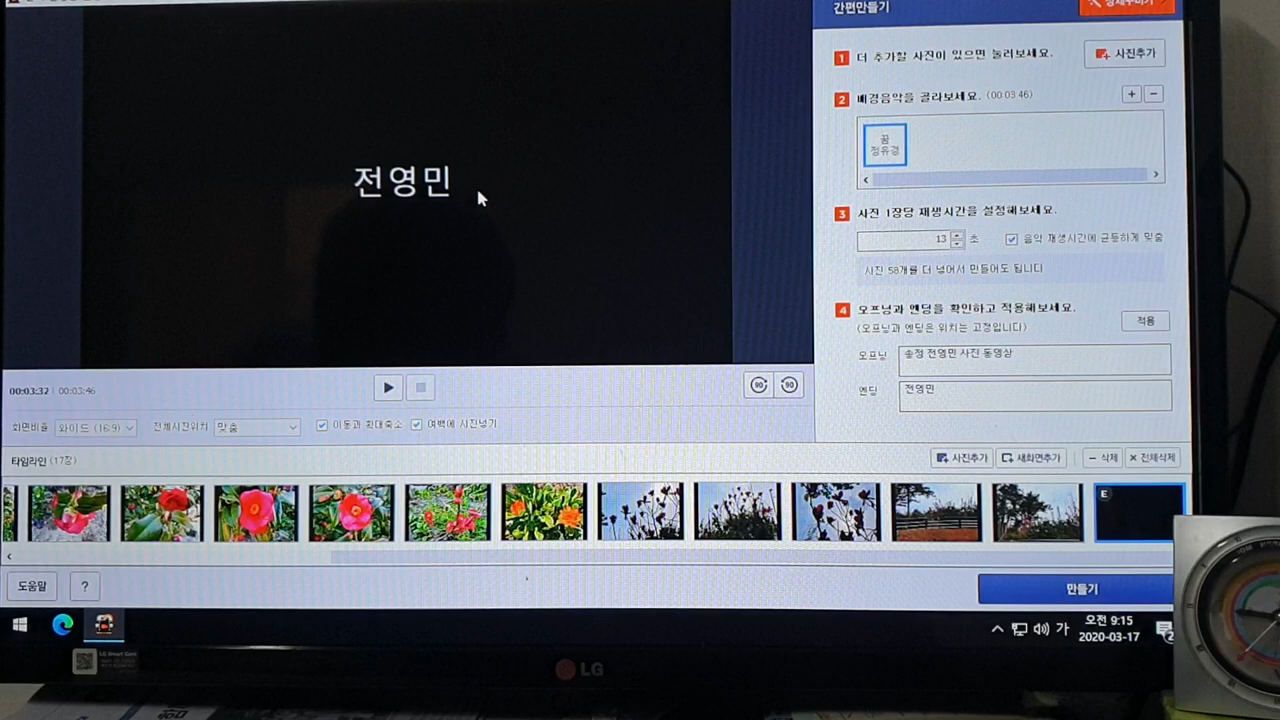 간편만들기
1 더 추가할 사진이 있으면 눌러보세요.
사진추가
2 배경음악을 골라보세요. (00:03:46)
+ −
꿈
정유경
3 사진 1장당 재생시간을 설정해보세요.
13 초
음악 재생시간에 균등하게 맞춤
사진 58개를 더 넣어서 만들어도 됩니다
4 오프닝과 엔딩을 확인하고 적용해보세요.
(오프닝과 엔딩은 위치는 고정입니다)
적용
오프닝 송정 전영민 사진 동영상
엔딩 전영민
전영민
00:03:32 | 00:03:46
90 90
화면비율 와이드 (16:9) 전체사진위치 맞춤 이동과 확대축소 여백에 사진넣기
타임라인 (17장)
사진추가 새화면추가 − 삭제 × 전체삭제
E
도움말 ?
만들기
가
오전 9:15
2020-03-17
2
LG Smart Care
LG